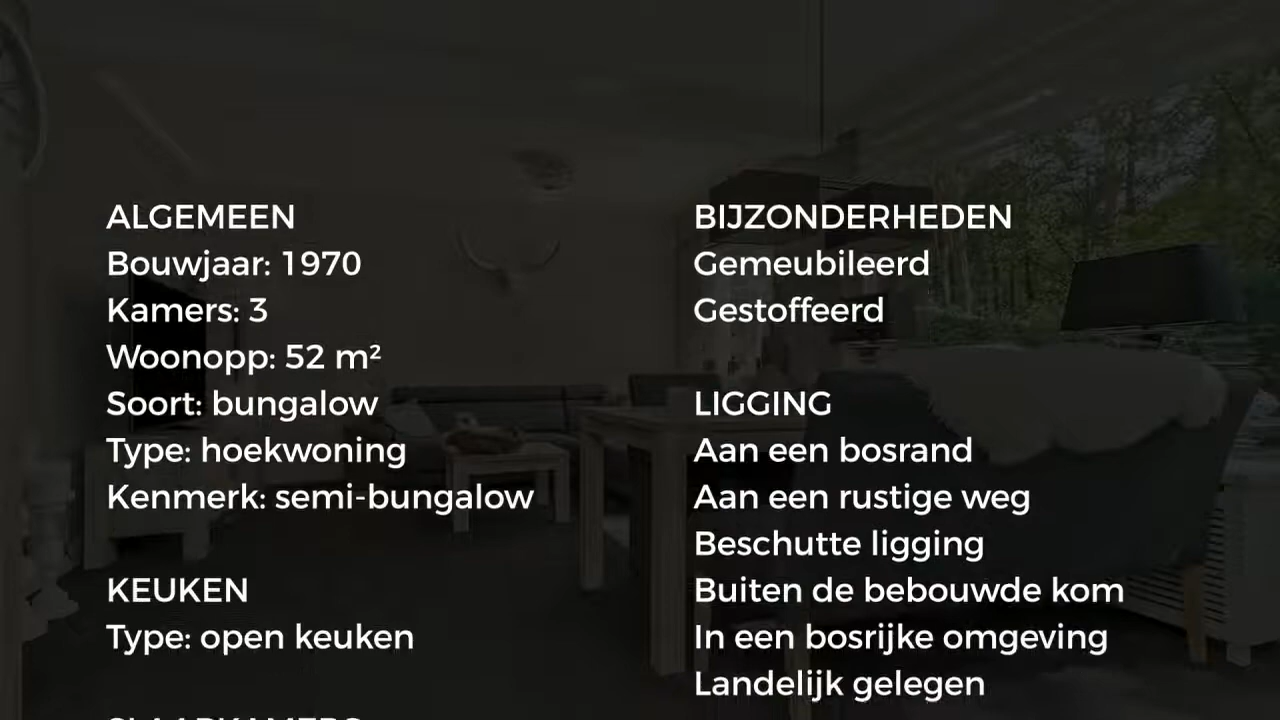 ALGEMEEN
Bouwjaar: 1970
Kamers: 3
Woonopp: 52 m²
Soort: bungalow
Type: hoekwoning
Kenmerk: semi-bungalow
KEUKEN
Type: open keuken
BIJZONDERHEDEN
Gemeubileerd
Gestoffeerd
LIGGING
Aan een bosrand
Aan een rustige weg
Beschutte ligging
Buiten de bebouwde kom
In een bosrijke omgeving
Landelijk gelegen